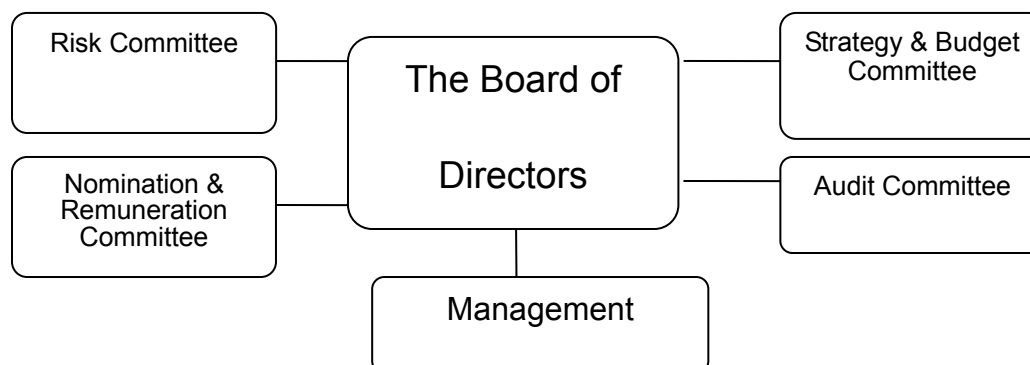 Risk Committee
The Board of
Directors
Strategy & Budget
Committee
Nomination &
Remuneration
Committee
Audit Committee
Management